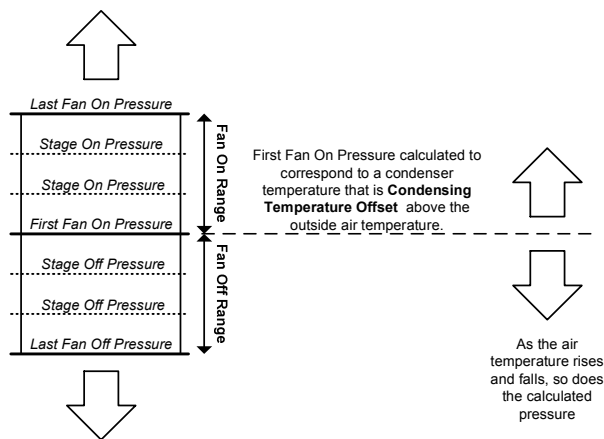 Last Fan On Pressure
Stage On Pressure
Stage On Pressure
First Fan On Pressure
Stage Off Pressure
Stage Off Pressure
Last Fan Off Pressure
Fan On Range
Fan Off Range
First Fan On Pressure calculated to
correspond to a condenser
temperature that is Condensing
Temperature Offset above the
outside air temperature.
As the air
temperature rises
and falls, so does
the calculated
pressure